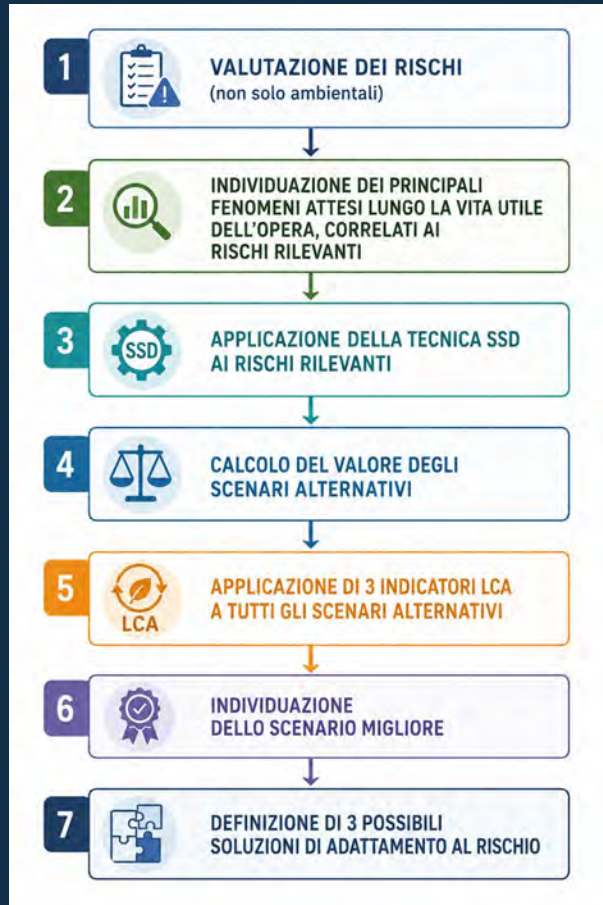 1
VALUTAZIONE DEI RISCHI
(non solo ambientali)
2
INDIVIDUAZIONE DEI PRINCIPALI
FENOMENI ATTESI LUNGO LA VITA UTILE
DELL'OPERA, CORRELATI AI
RISCHI RILEVANTI
3
SSD
APPLICAZIONE DELLA TECNICA SSD
AI RISCHI RILEVANTI
4
CALCOLO DEL VALORE DEGLI
SCENARI ALTERNATIVI
5
LCA
APPLICAZIONE DI 3 INDICATORI LCA
A TUTTI GLI SCENARI ALTERNATIVI
6
INDIVIDUAZIONE
DELLO SCENARIO MIGLIORE
7
DEFINIZIONE DI 3 POSSIBILI
SOLUZIONI DI ADATTAMENTO AL RISCHIO